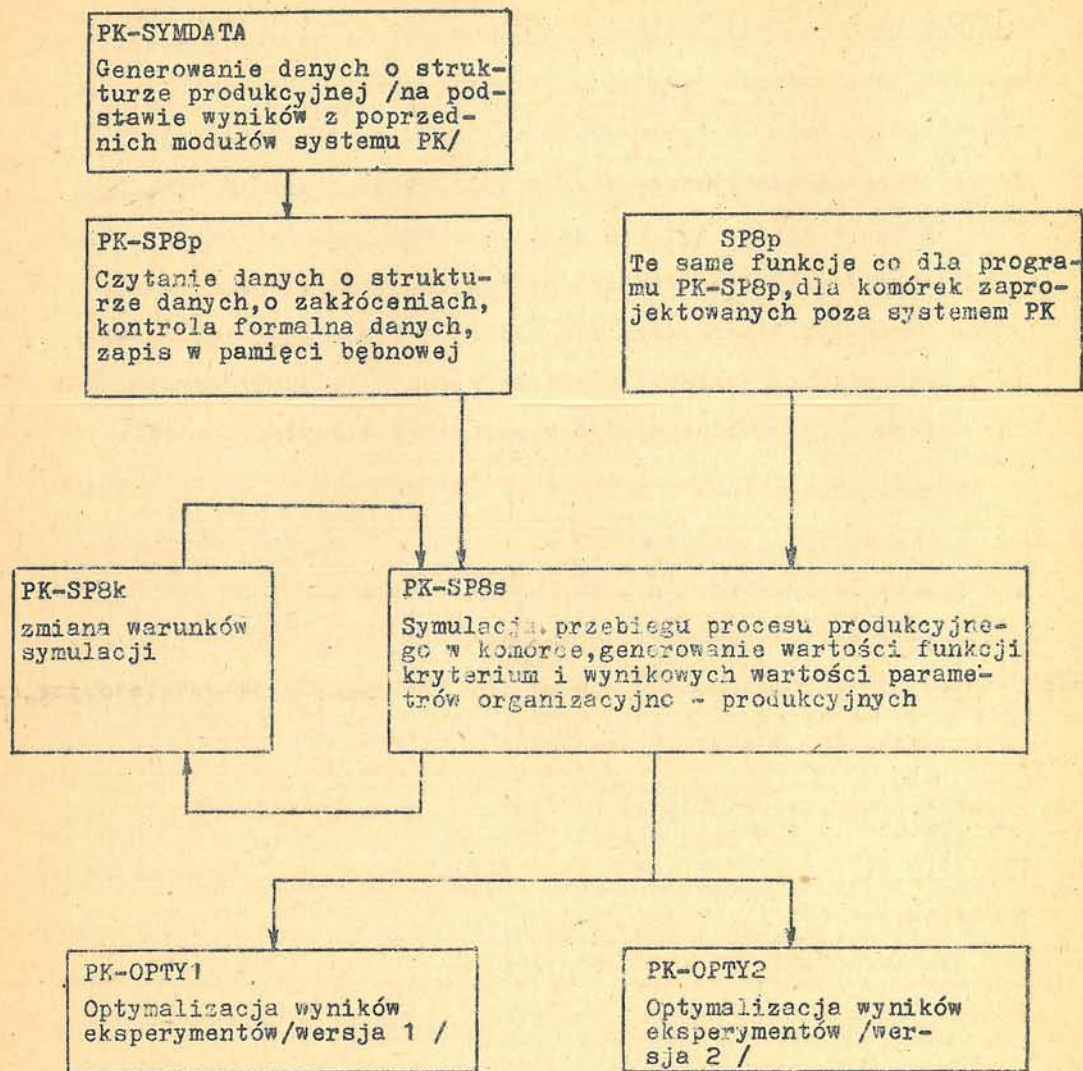 PK-SYMDATA
Generowanie danych o struk-
turze produkcyjnej /na pod-
stawie wyników z poprzed-
nich modułów systemu PK/
PK-SP8p
Czytanie danych o struktu-
rze danych,o zakłóceniach,
kontrola formalna danych,
zapis w pamięci bębnowej
SP8p
Te same funkcje co dla progra-
mu PK-SP8p,dla komórek zapro-
jektowanych poza systemem PK
PK-SP8k
zmiana warunków
symulacji
PK-SP8s
Symulacja przebiegu procesu produkcyjne-
go w komórce,generowanie wartości funkcji
kryterium i wynikowych wartości parame-
trów organizacyjno - produkcyjnych
PK-OPTY1
Optymalizacja wyników
eksperymentów/wersja 1 /
PK-OPTY2
Optymalizacja wyników
eksperymentów /wer-
sja 2 /